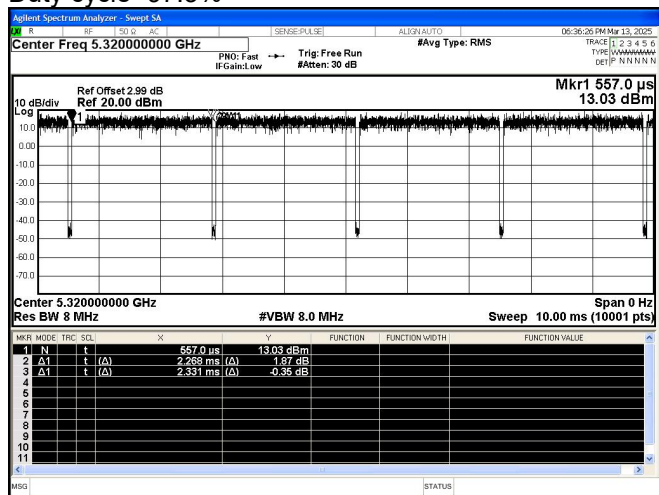 Agilent Spectrum Analyzer - Swept SA
R RF 50 Ω AC SENSE:PULSE ALIGNAUTO 06:36:26 PM Mar 13, 2025
Center Freq 5.320000000 GHz #Avg Type: RMS TRACE 1 2 3 4 5 6
PNO: Fast Trig: Free Run TYPE
IFGain:Low #Atten: 30 dB DET P N N N N N
Mkr1 557.0 µs
Ref Offset 2.99 dB
10 dB/div Ref 20.00 dBm 13.03 dBm
Log
10.0
0.00
-10.0
-20.0
-30.0
-40.0
-50.0
-60.0
-70.0
Center 5.320000000 GHz Span 0 Hz
Res BW 8 MHz #VBW 8.0 MHz Sweep 10.00 ms (10001 pts)
MKR MODE TRC SCL X Y FUNCTION FUNCTION WIDTH FUNCTION VALUE
1 N t 557.0 µs 13.03 dBm
2 Δ1 t (Δ) 2.268 ms (Δ) 1.87 dB
3 Δ1 t (Δ) 2.331 ms (Δ) -0.35 dB
4
5
6
7
8
9
10
11
MSG STATUS